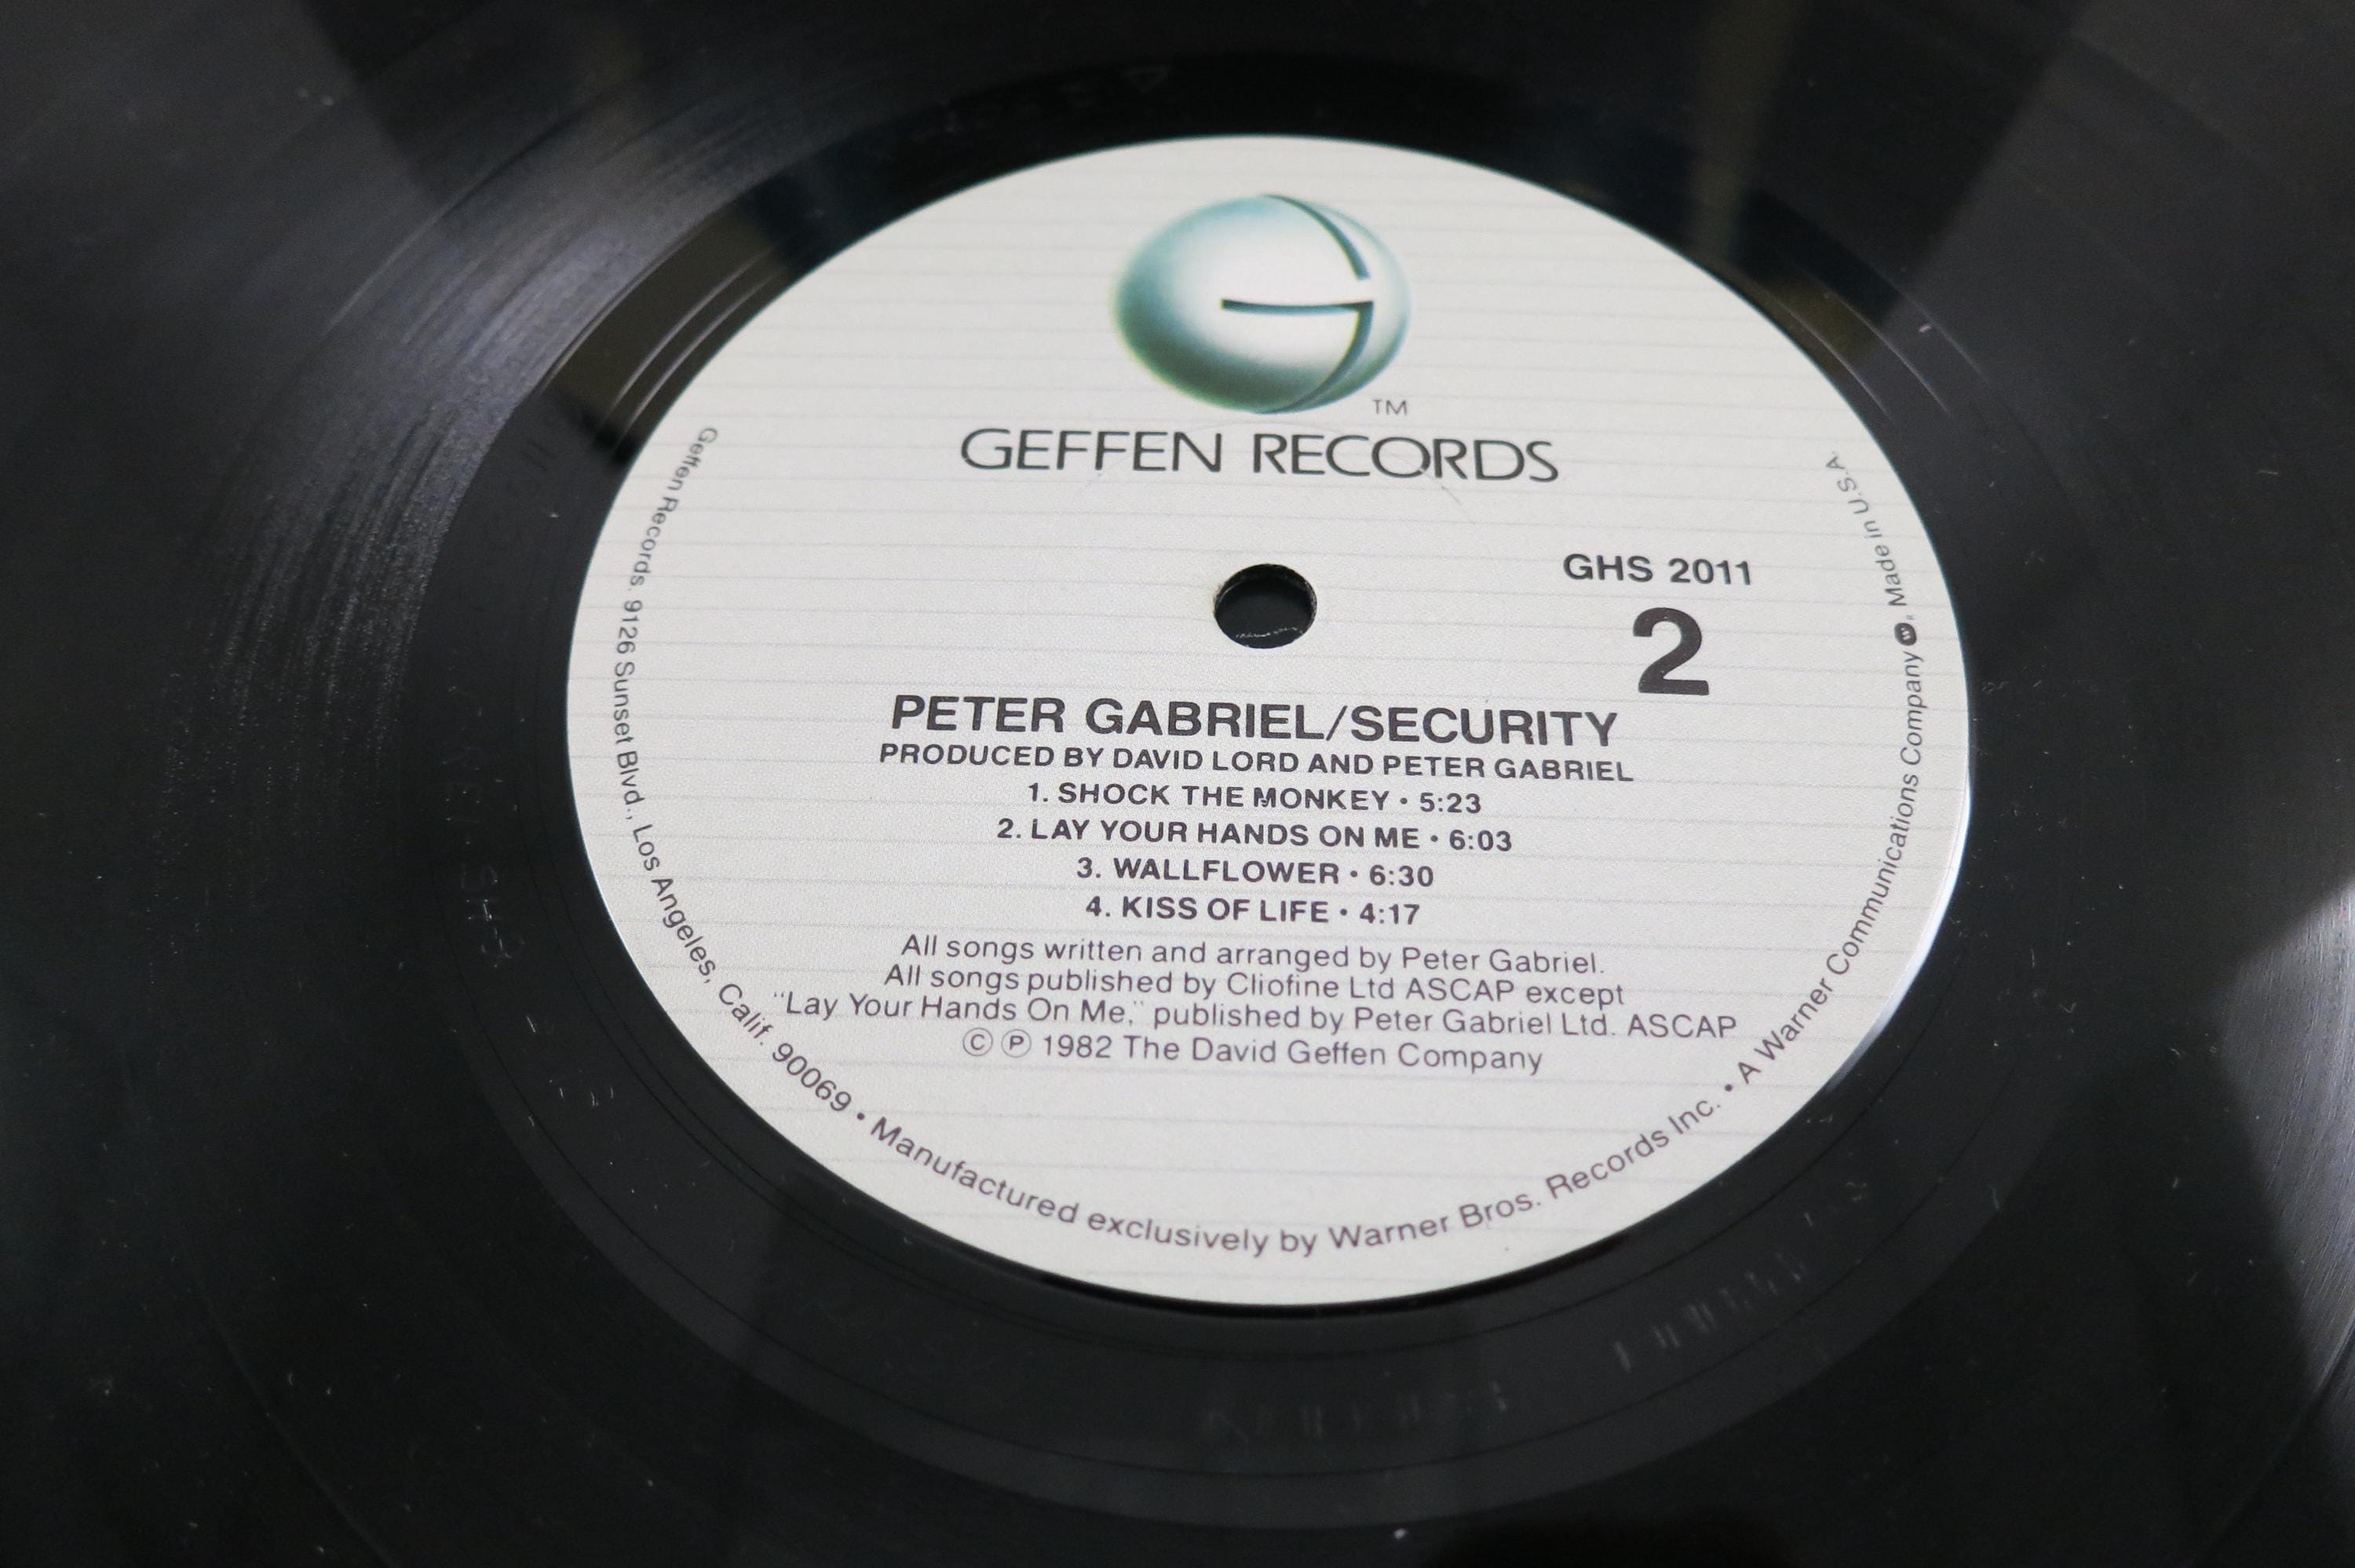 TM
GEFFEN RECORDS
GHS 2011
2
PETER GABRIEL/SECURITY
PRODUCED BY DAVID LORD AND PETER GABRIEL
1. SHOCK THE MONKEY • 5:23
2. LAY YOUR HANDS ON ME • 6:03
3. WALLFLOWER • 6:30
4. KISS OF LIFE • 4:17
All songs written and arranged by Peter Gabriel.
All songs published by Cliofine Ltd ASCAP except
"Lay Your Hands On Me," published by Peter Gabriel Ltd. ASCAP
© ℗ 1982 The David Geffen Company
Geffen Records. 9126 Sunset Blvd., Los Angeles, Calif. 90069 • Manufactured exclusively by Warner Bros. Records Inc. • A Warner Communications Company. Made in U.S.A.